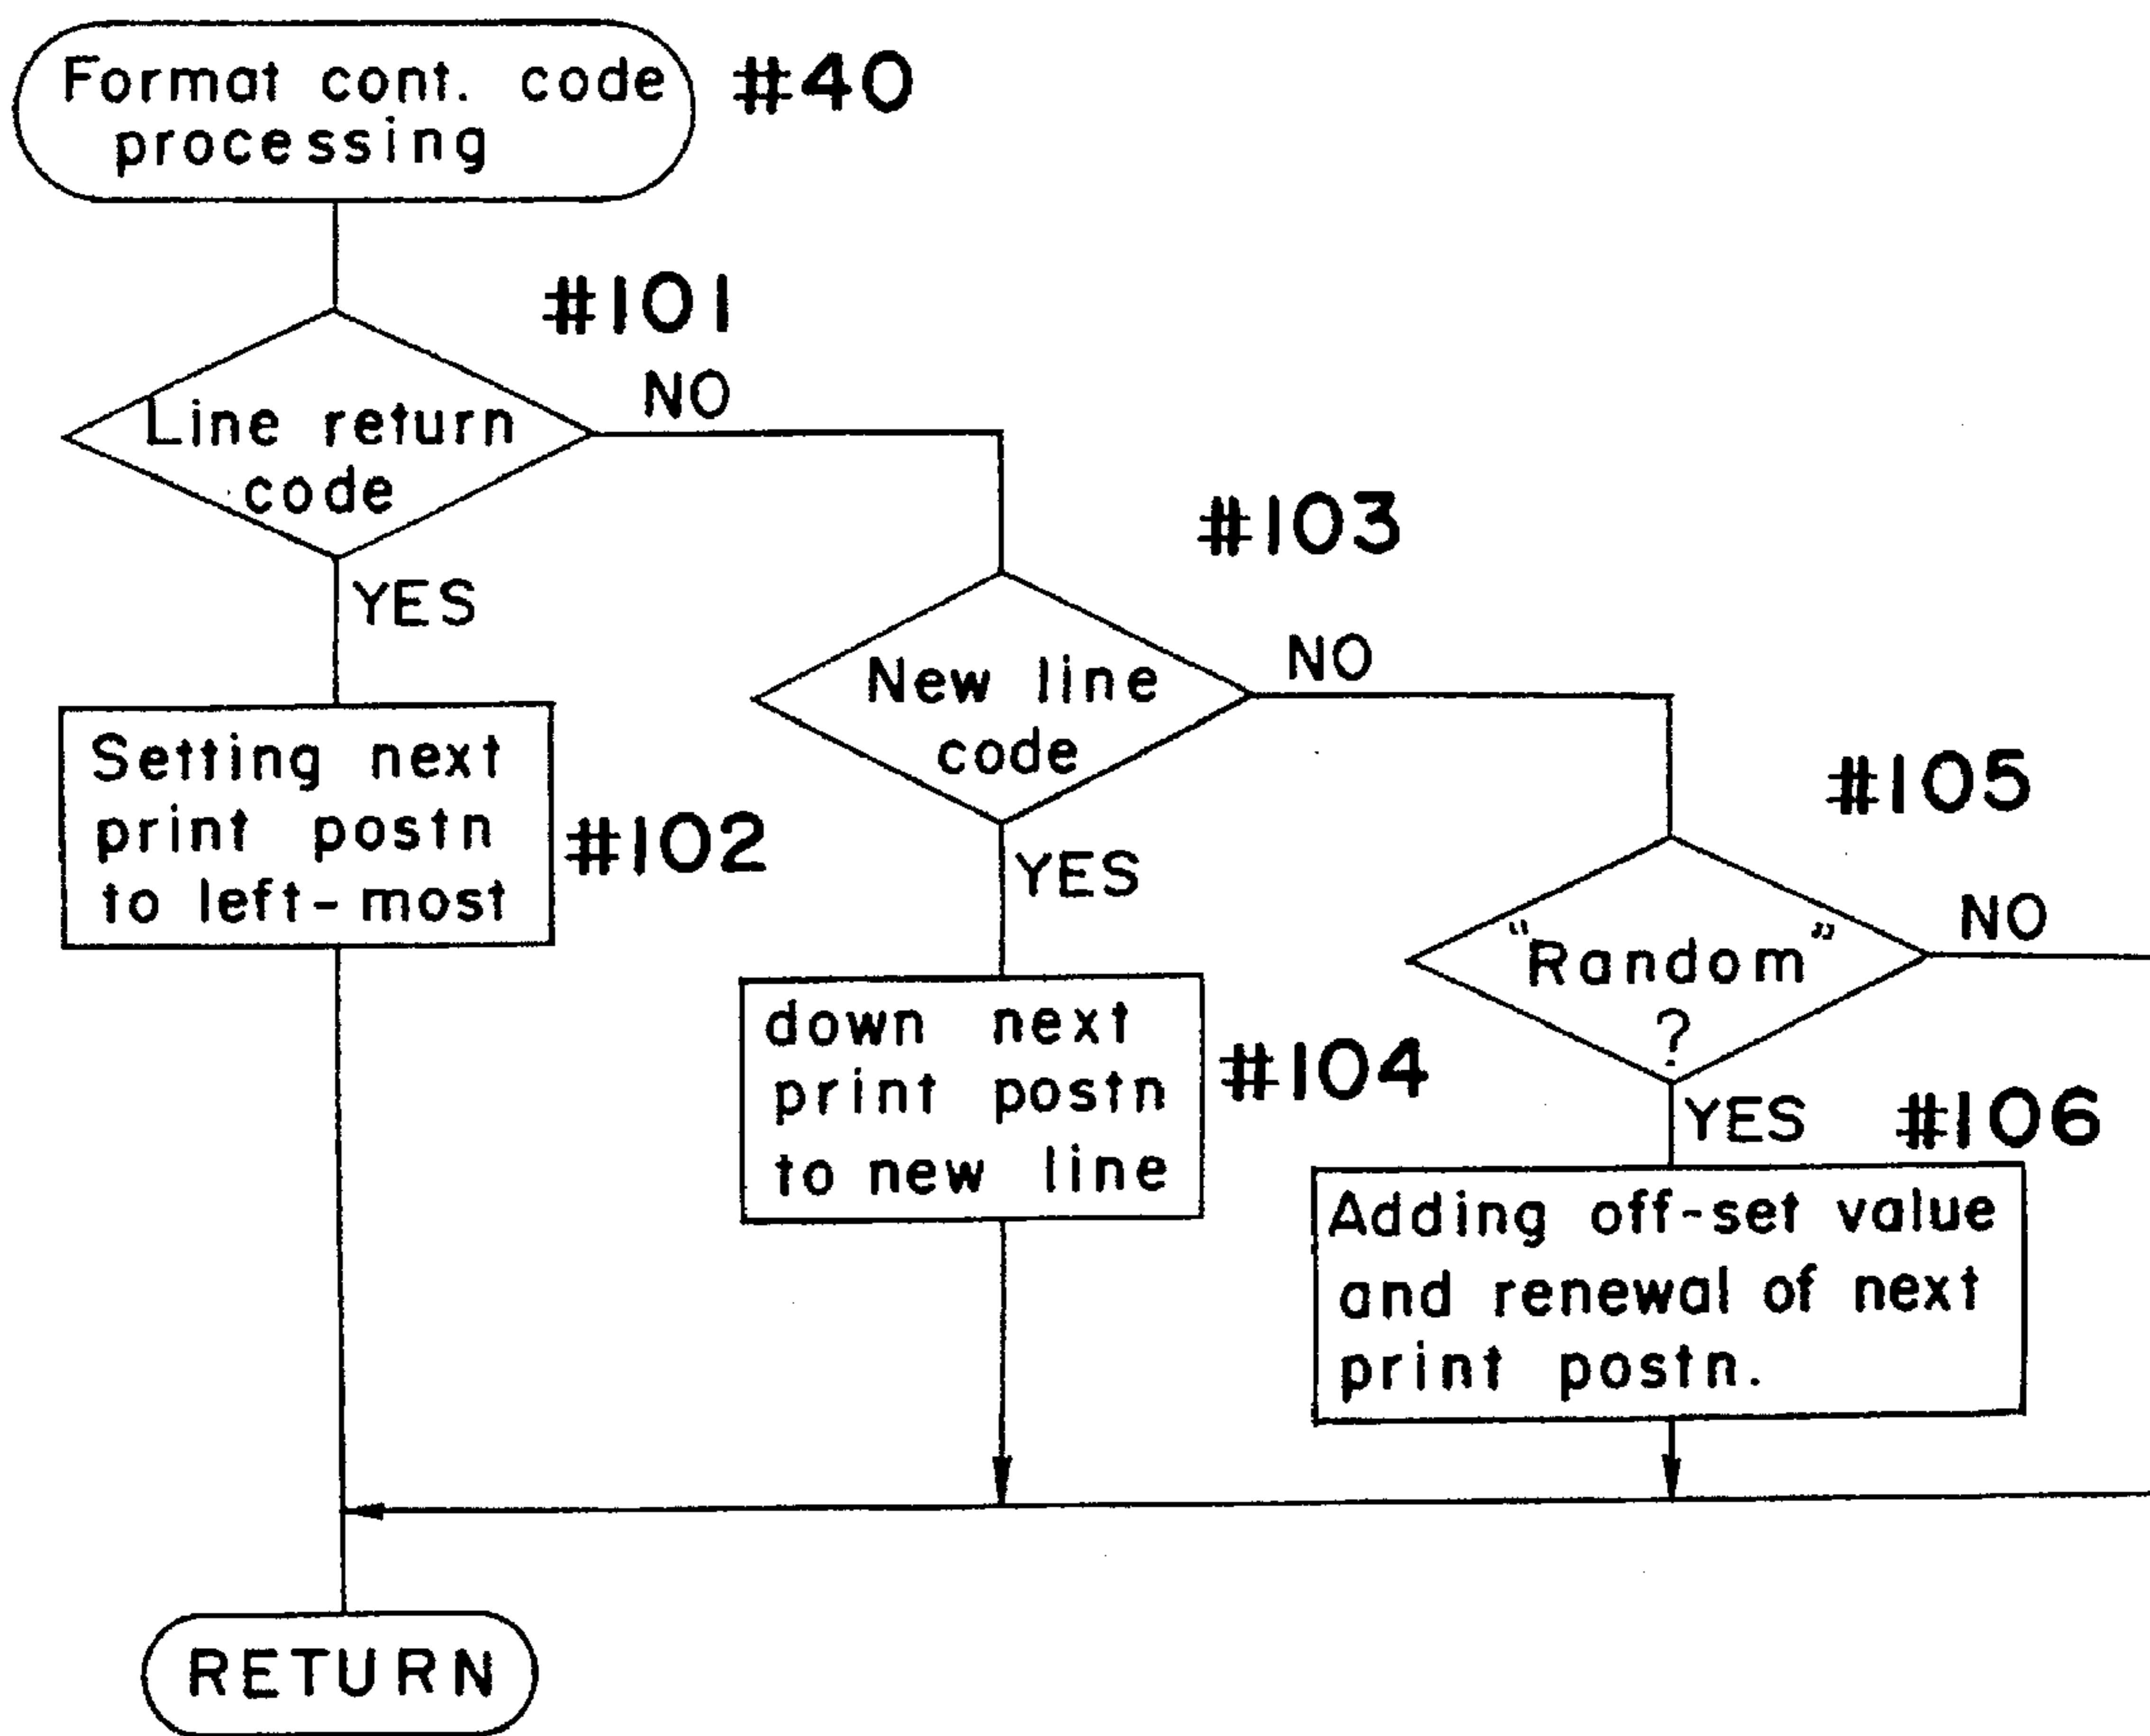 Format cont. code
processing
#40
#101
Line return
code
NO
YES
Setting next
print postn
to left-most
#102
#103
New line
code
NO
YES
down next
print postn
to new line
#104
#105
"Random"
?
NO
YES
#106
Adding off-set value
and renewal of next
print postn.
RETURN